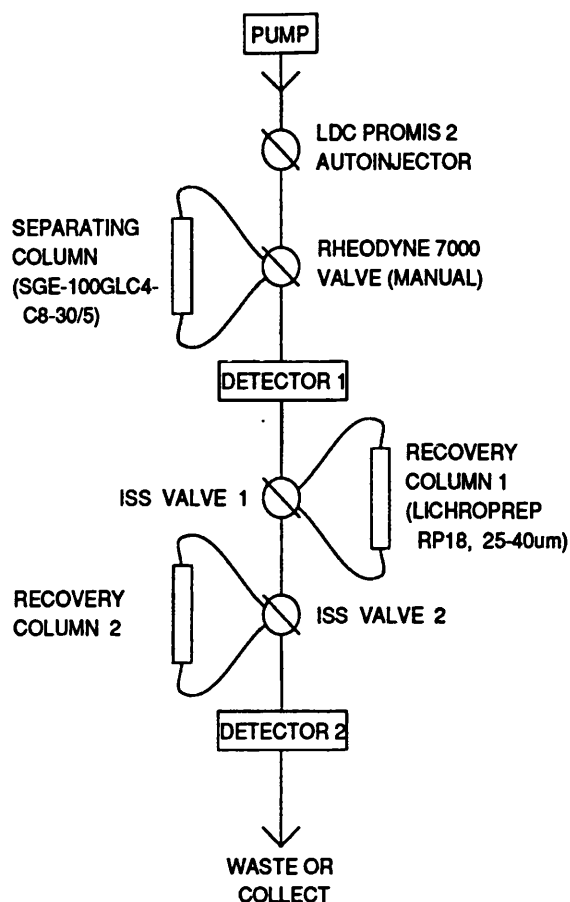 PUMP
LDC PROMIS 2
AUTOINJECTOR
SEPARATING
COLUMN
(SGE-100GLC4-
C8-30/5)
RHEODYNE 7000
VALVE (MANUAL)
DETECTOR 1
RECOVERY
COLUMN 1
(LICHROPREP
RP18, 25-40um)
ISS VALVE 1
RECOVERY
COLUMN 2
ISS VALVE 2
DETECTOR 2
WASTE OR
COLLECT